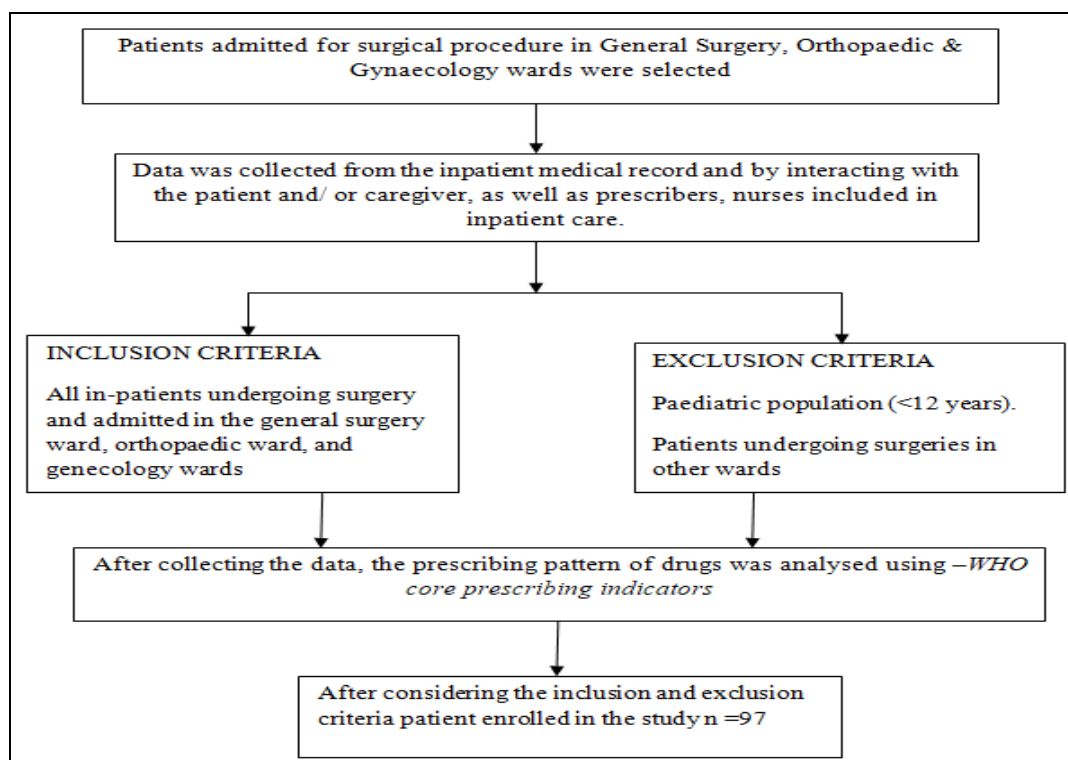 Patients admitted for surgical procedure in General Surgery, Orthopaedic &
Gynaecology wards were selected
Data was collected from the inpatient medical record and by interacting with
the patient and/ or caregiver, as well as prescribers, nurses included in
inpatient care.
INCLUSION CRITERIA
All in-patients undergoing surgery
and admitted in the general surgery
ward, orthopaedic ward, and
genecology wards
EXCLUSION CRITERIA
Paediatric population (<12 years).
Patients undergoing surgeries in
other wards
After collecting the data, the prescribing pattern of drugs was analysed using –WHO
core prescribing indicators
After considering the inclusion and exclusion
criteria patient enrolled in the study n =97